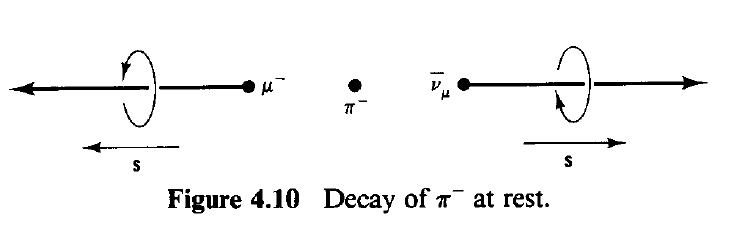 μ⁻
π⁻
ν̄μ
s
s
Figure 4.10 Decay of π⁻ at rest.